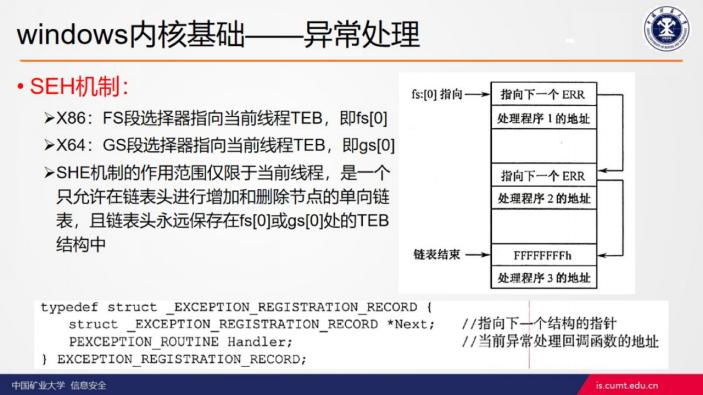 windows内核基础——异常处理
• SEH机制：
➢X86：FS段选择器指向当前线程TEB，即fs[0]
➢X64：GS段选择器指向当前线程TEB，即gs[0]
➢SHE机制的作用范围仅限于当前线程，是一个
只允许在链表头进行增加和删除节点的单向链
表，且链表头永远保存在fs[0]或gs[0]处的TEB
结构中
fs:[0] 指向
指向下一个 ERR
处理程序 1 的地址
指向下一个 ERR
处理程序 2 的地址
链表结束
FFFFFFFFh
处理程序 3 的地址
typedef struct _EXCEPTION_REGISTRATION_RECORD {
struct _EXCEPTION_REGISTRATION_RECORD *Next; //指向下一个结构的指针
PEXCEPTION_ROUTINE Handler; //当前异常处理回调函数的地址
} EXCEPTION_REGISTRATION_RECORD;
中国矿业大学 信息安全
is.cumt.edu.cn